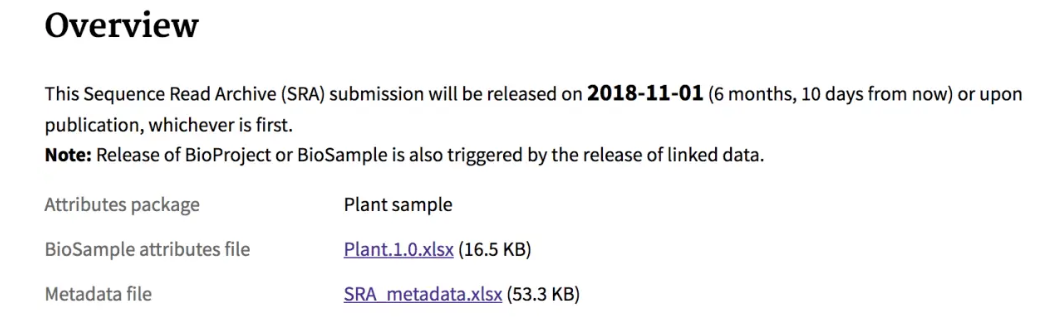 Overview
This Sequence Read Archive (SRA) submission will be released on 2018-11-01 (6 months, 10 days from now) or upon
publication, whichever is first.
Note: Release of BioProject or BioSample is also triggered by the release of linked data.
Attributes package Plant sample
BioSample attributes file Plant.1.0.xlsx (16.5 KB)
Metadata file SRA_metadata.xlsx (53.3 KB)